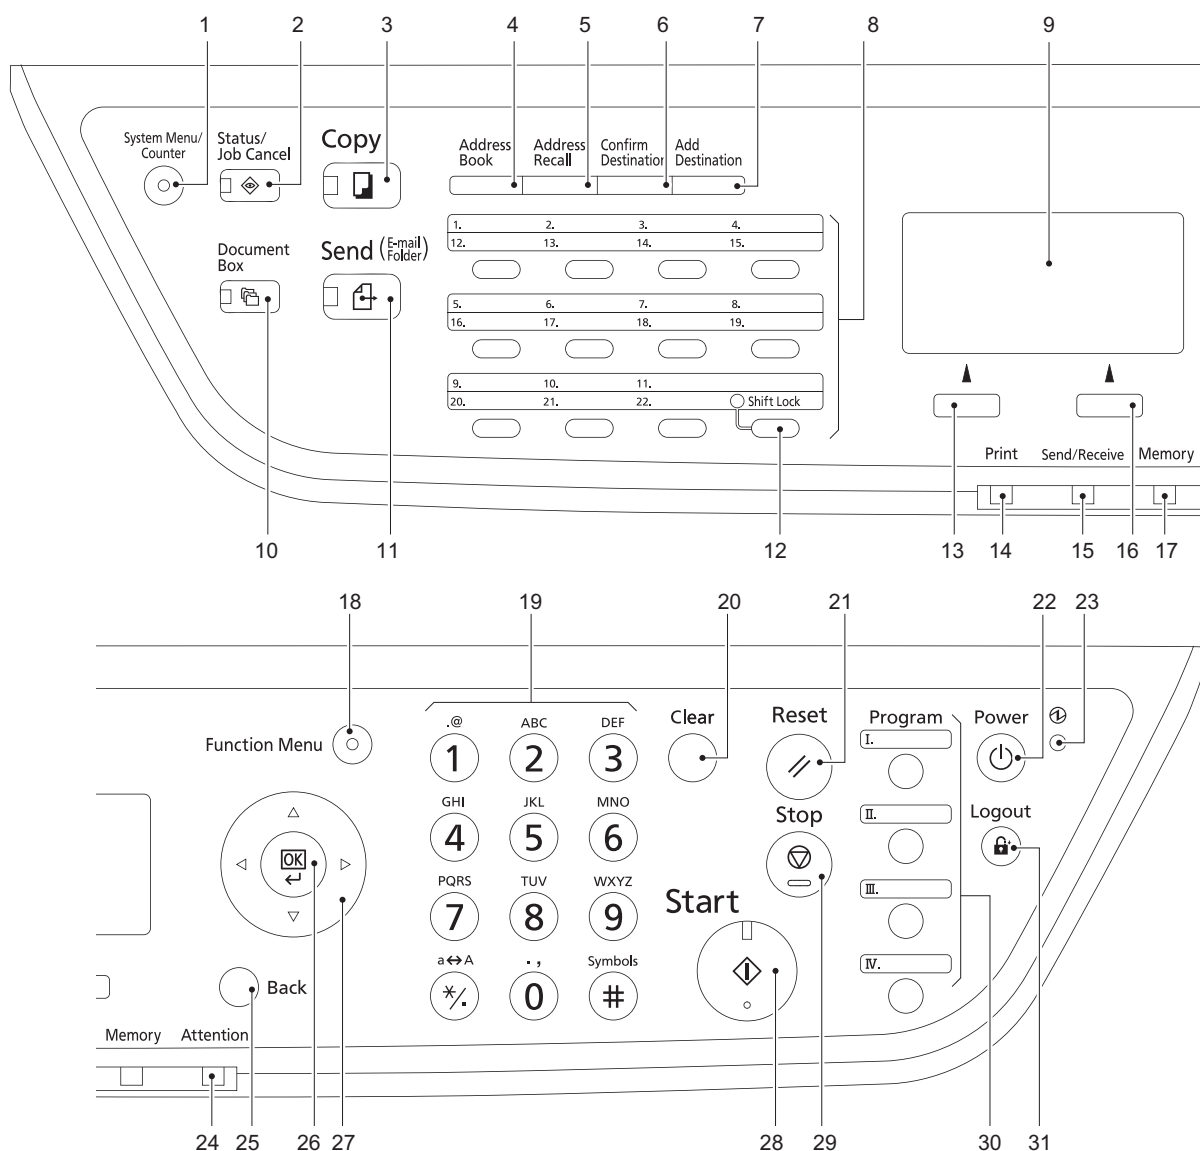 1 2 3 4 5 6 7 8 9
System Menu/
Counter
Status/
Job Cancel
Copy
Address
Book
Address
Recall
Confirm
Destination
Add
Destination
1. 2. 3. 4.
12. 13. 14. 15.
Document
Box
Send (E-mail
Folder)
5. 6. 7. 8.
16. 17. 18. 19.
9. 10. 11.
20. 21. 22. Shift Lock
Print Send/Receive Memory
10 11 12 13 14 15 16 17
18 19 20 21 22 23
Function Menu
.@ ABC DEF
1 2 3
GHI JKL MNO
4 5 6
PQRS TUV WXYZ
7 8 9
a↔A ., Symbols
*/. 0 #
Clear
Reset
Stop
Start
Program
I.
II.
III.
IV.
Power
Logout
OK
Back
Memory Attention
24 25 26 27 28 29 30 31